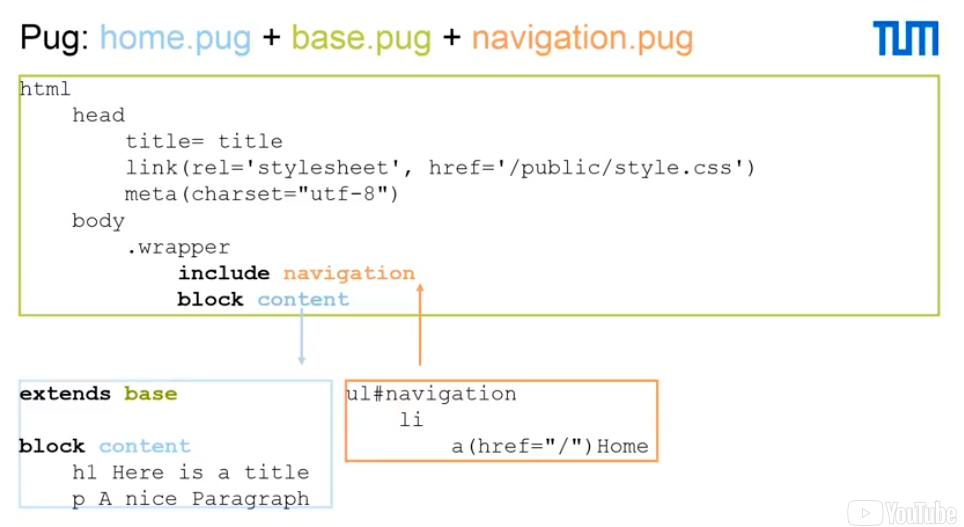 Pug: home.pug + base.pug + navigation.pug
TUM
html
head
title= title
link(rel='stylesheet', href='/public/style.css')
meta(charset="utf-8")
body
.wrapper
include navigation
block content
extends base
block content
h1 Here is a title
p A nice Paragraph
ul#navigation
li
a(href="/")Home
YouTube